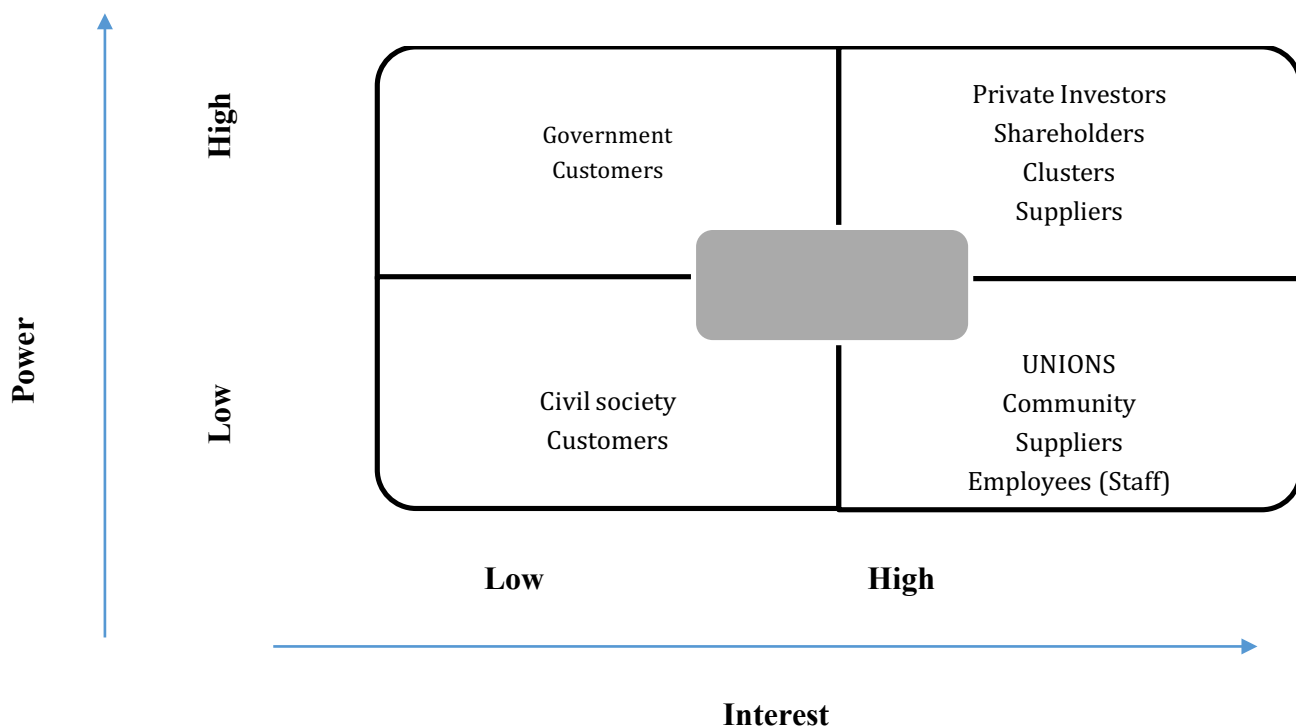 High
Government
Customers
Private Investors
Shareholders
Clusters
Suppliers
Power
Low
Civil society
Customers
UNIONS
Community
Suppliers
Employees (Staff)
Low
High
Interest